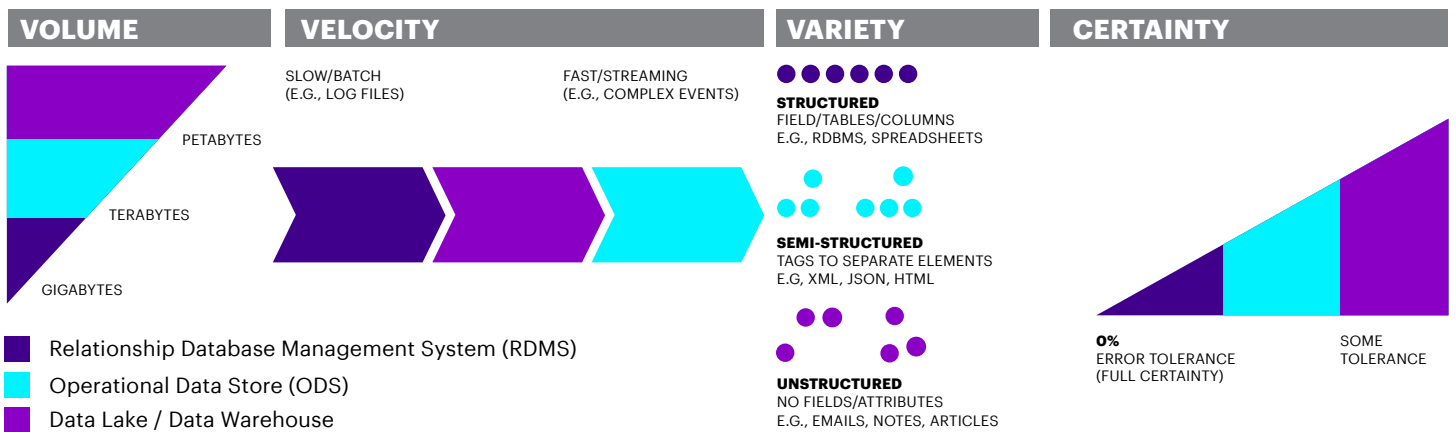 VOLUME
PETABYTES
TERABYTES
GIGABYTES
VELOCITY
SLOW/BATCH
(E.G., LOG FILES)
FAST/STREAMING
(E.G., COMPLEX EVENTS)
VARIETY
STRUCTURED
FIELD/TABLES/COLUMNS
E.G., RDBMS, SPREADSHEETS
SEMI-STRUCTURED
TAGS TO SEPARATE ELEMENTS
E.G, XML, JSON, HTML
UNSTRUCTURED
NO FIELDS/ATTRIBUTES
E.G., EMAILS, NOTES, ARTICLES
CERTAINTY
0%
ERROR TOLERANCE
(FULL CERTAINTY)
SOME
TOLERANCE
Relationship Database Management System (RDMS)
Operational Data Store (ODS)
Data Lake / Data Warehouse